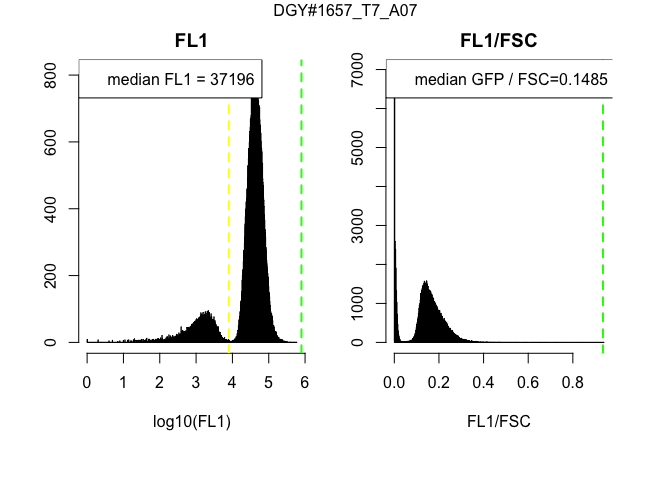 DGY#1657_T7_A07
FL1
median FL1 = 37196
800
600
400
200
0
0 1 2 3 4 5 6
log10(FL1)
FL1/FSC
median GFP / FSC=0.1485
7000
5000
3000
1000
0
0.0 0.2 0.4 0.6 0.8
FL1/FSC